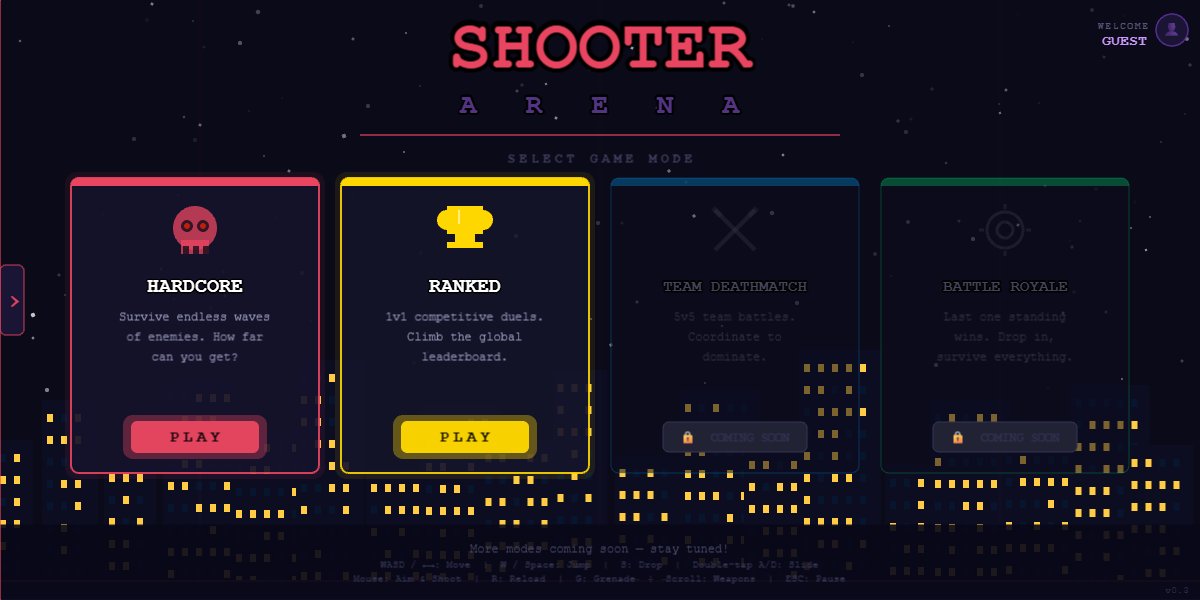 SHOOTER
WELCOME
GUEST
A R E N A
SELECT GAME MODE
HARDCORE
Survive endless waves
of enemies. How far
can you get?
PLAY
RANKED
1v1 competitive duels.
Climb the global
leaderboard.
PLAY
TEAM DEATHMATCH
5v5 team battles.
Coordinate to
dominate.
COMING SOON
BATTLE ROYALE
Last one standing
wins. Drop in,
survive everything.
COMING SOON
More modes coming soon — stay tuned!
WASD / ←→: Move | W / Space: Jump | S: Drop | Double-tap A/D: Slide
Mouse: Aim & Shoot | R: Reload | G: Grenade | Scroll: Weapons | ESC: Pause